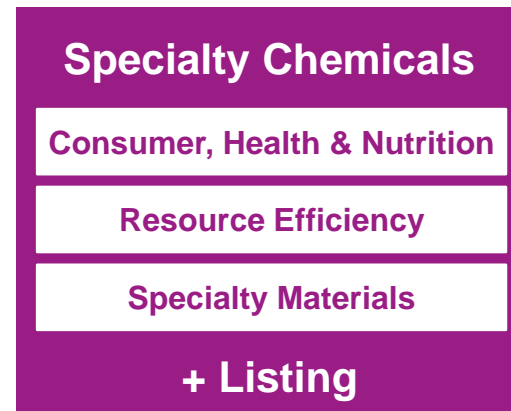 Specialty Chemicals
Consumer, Health & Nutrition
Resource Efficiency
Specialty Materials
+ Listing